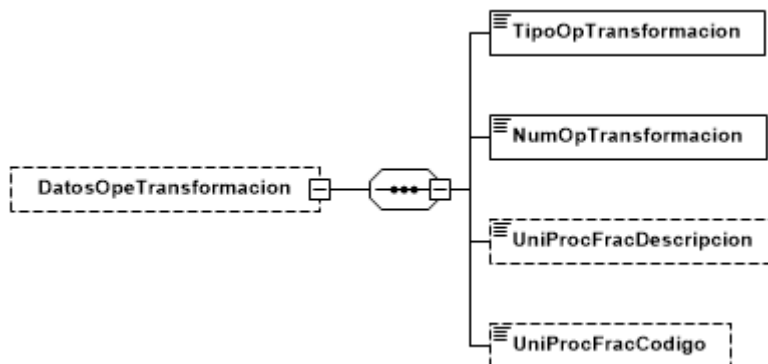 TipoOpTransformacion
NumOpTransformacion
DatosOpeTransformacion
UniProcFracDescripcion
UniProcFracCodigo